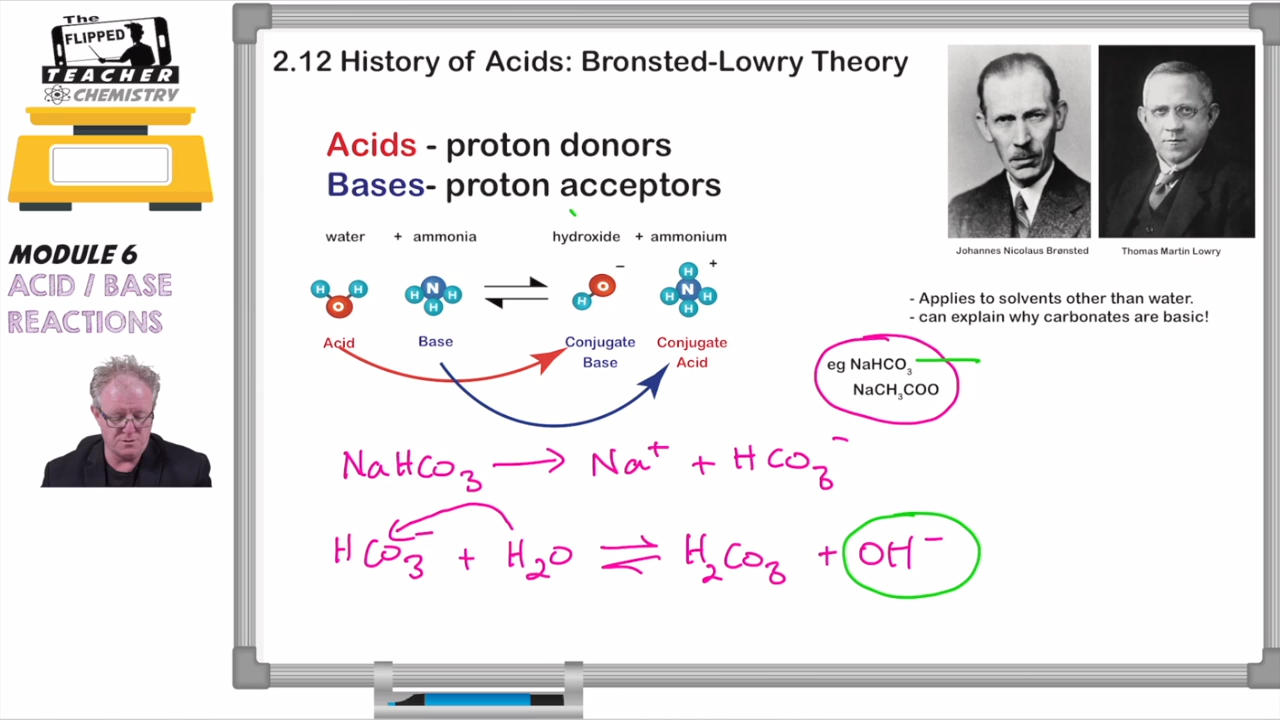 The
FLIPPED
TEACHER
CHEMISTRY
MODULE 6
ACID / BASE
REACTIONS
2.12 History of Acids: Bronsted-Lowry Theory
Acids - proton donors
Bases- proton acceptors
water + ammonia hydroxide + ammonium
H H O
N H H H
H O −
H N H H H +
Acid Base Conjugate Base Conjugate Acid
Johannes Nicolaus Brønsted
Thomas Martin Lowry
- Applies to solvents other than water.
- can explain why carbonates are basic!
eg NaHCO₃
NaCH₃COO
NaHCO₃ → Na⁺ + HCO₃⁻
HCO₃⁻ + H₂O ⇌ H₂CO₃ + OH⁻